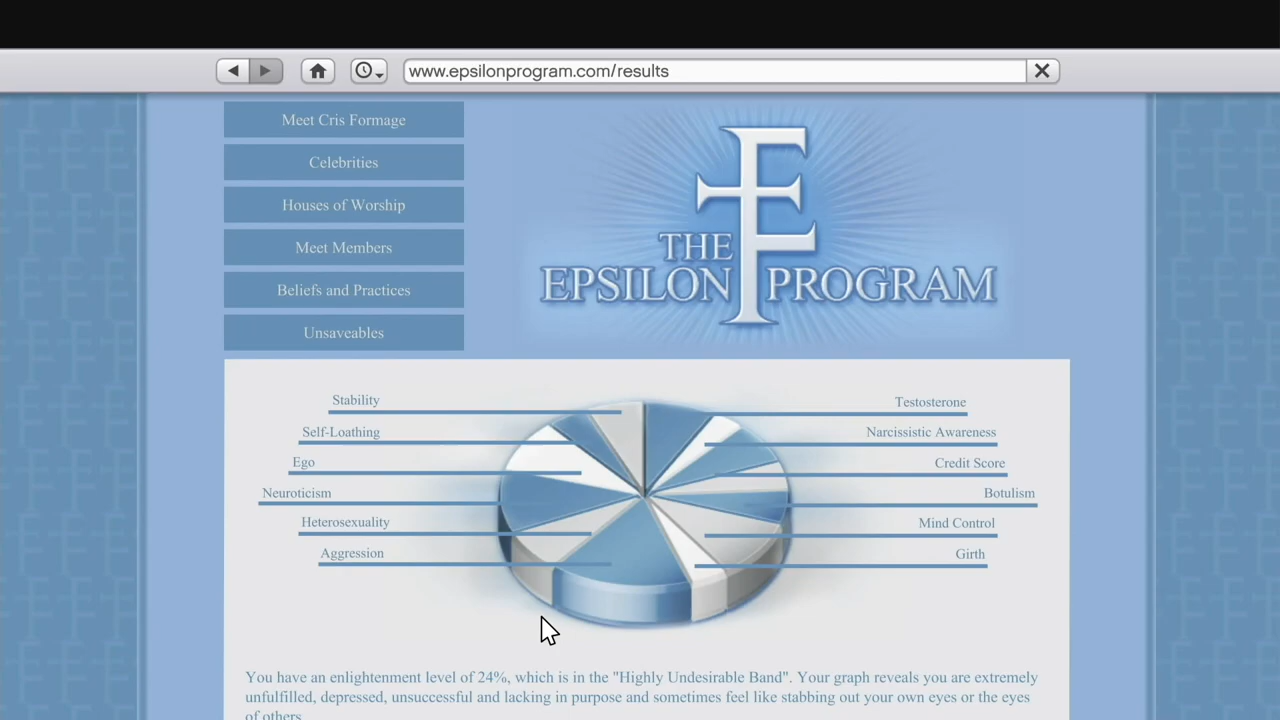 www.epsilonprogram.com/results
Meet Cris Formage
Celebrities
Houses of Worship
Meet Members
Beliefs and Practices
Unsaveables
THE
EPSILON PROGRAM
Stability
Self-Loathing
Ego
Neuroticism
Heterosexuality
Aggression
Testosterone
Narcissistic Awareness
Credit Score
Botulism
Mind Control
Girth
You have an enlightenment level of 24%, which is in the "Highly Undesirable Band". Your graph reveals you are extremely
unfulfilled, depressed, unsuccessful and lacking in purpose and sometimes feel like stabbing out your own eyes or the eyes
of others.